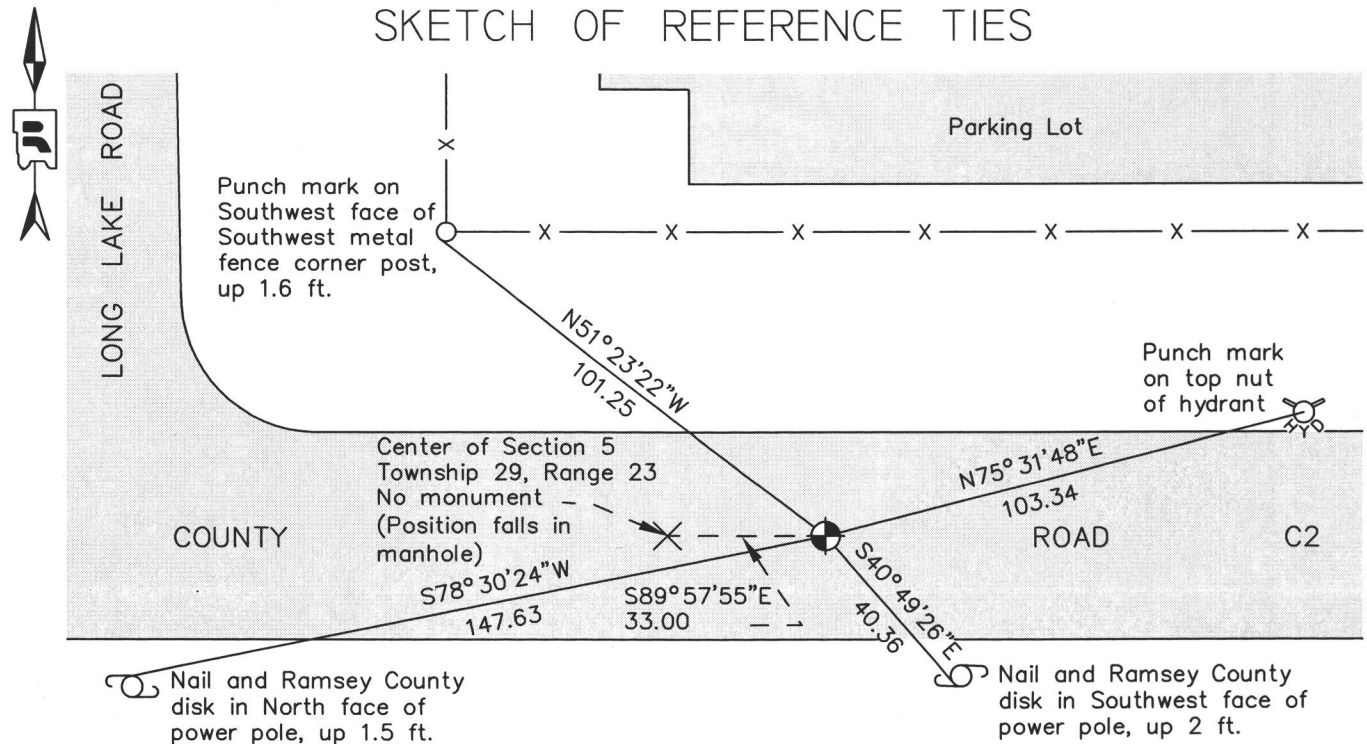 SKETCH OF REFERENCE TIES
LONG LAKE ROAD
Parking Lot
Punch mark on
Southwest face of
Southwest metal
fence corner post,
up 1.6 ft.
X
X X X X X X X
N51°23'22"W
101.25
Punch mark
on top nut
of hydrant
HYD
Center of Section 5
Township 29, Range 23
No monument
(Position falls in
manhole)
N75°31'48"E
103.34
COUNTY
ROAD
C2
S78°30'24"W
147.63
S89°57'55"E
33.00
S40°49'26"E
40.36
Nail and Ramsey County
disk in North face of
power pole, up 1.5 ft.
Nail and Ramsey County
disk in Southwest face of
power pole, up 2 ft.